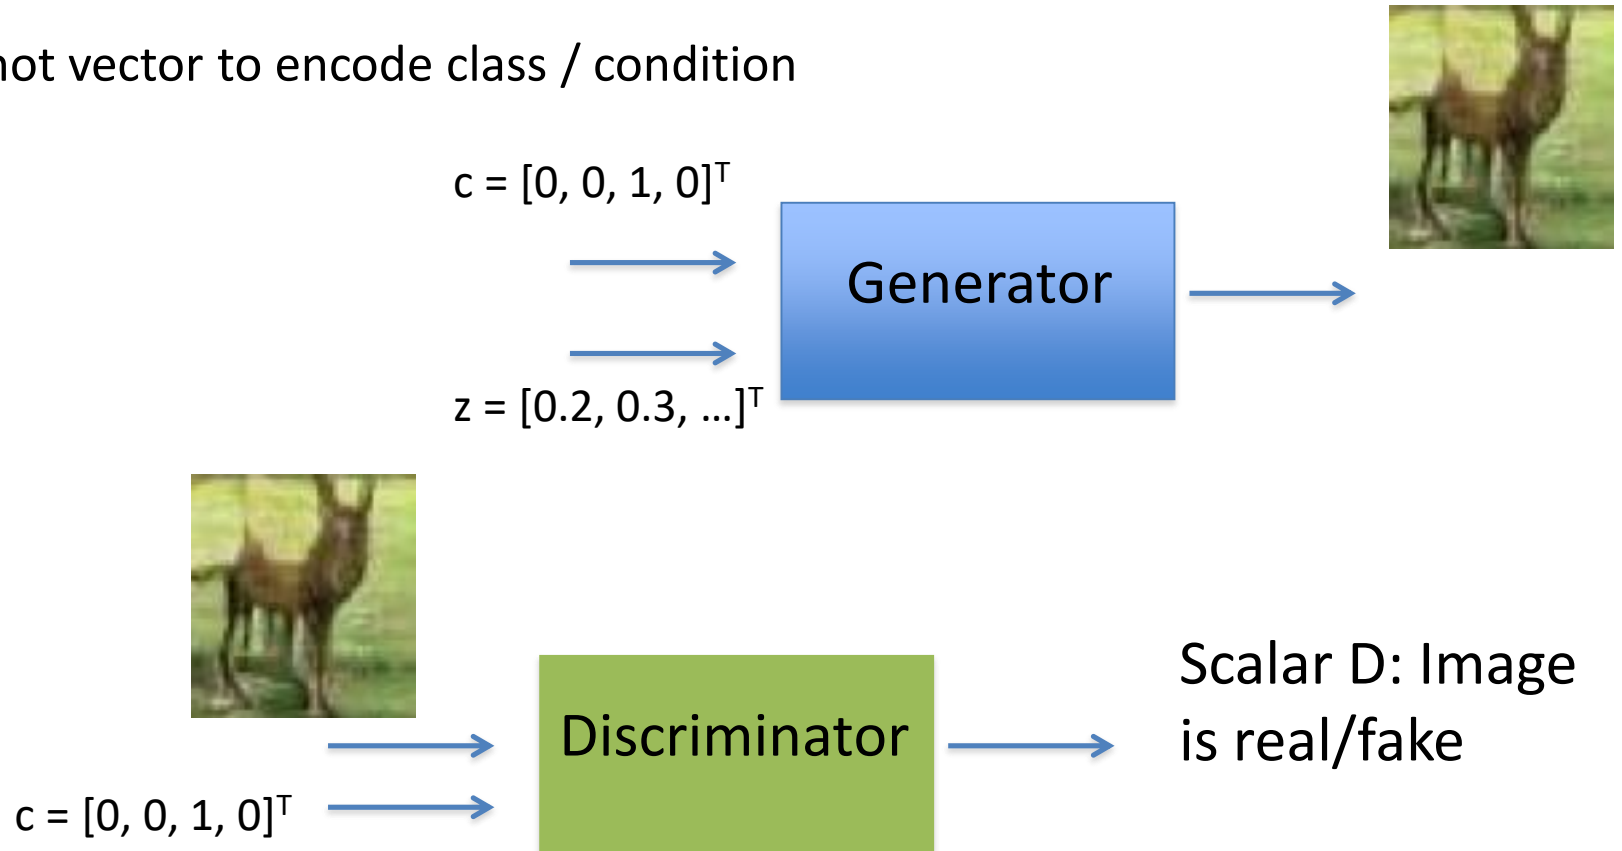 not vector to encode class / condition
c = [0, 0, 1, 0]ᵀ
Generator
z = [0.2, 0.3, …]ᵀ
Scalar D: Image
is real/fake
Discriminator
c = [0, 0, 1, 0]ᵀ